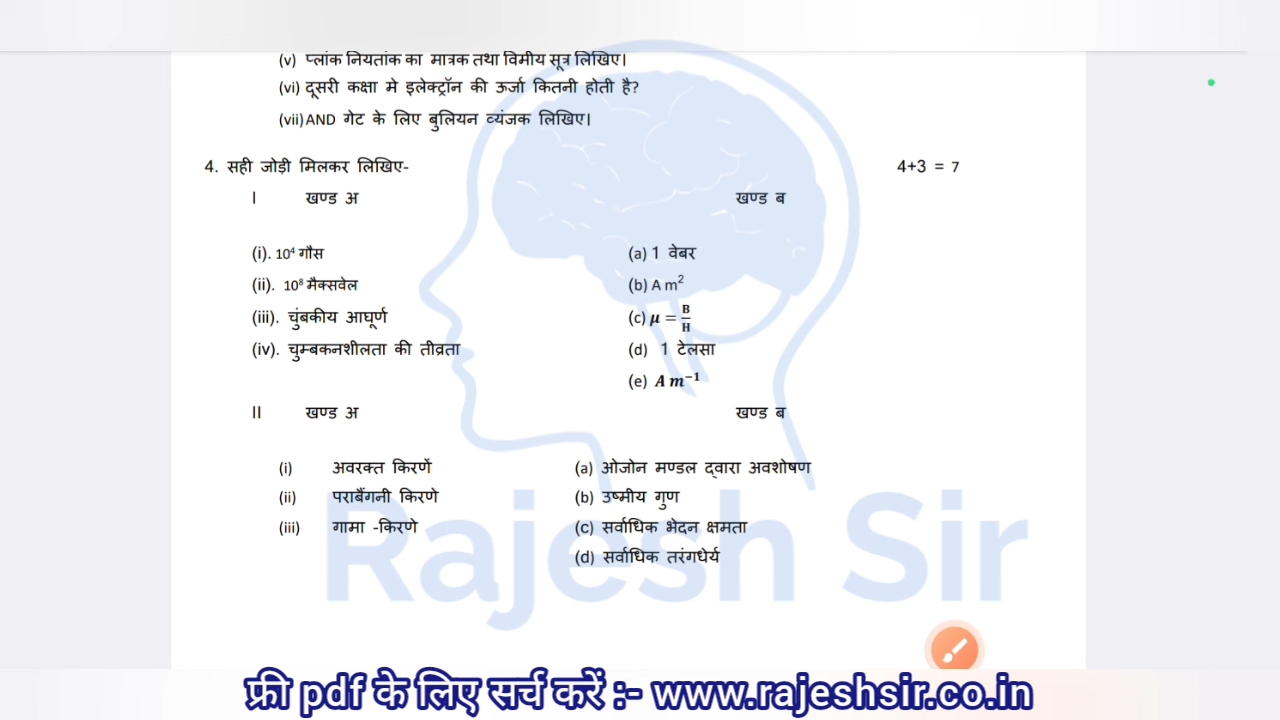 (v) प्लांक नियतांक का मात्रक तथा विमीय सूत्र लिखिए।
(vi) दूसरी कक्षा मे इलेक्ट्रॉन की ऊर्जा कितनी होती है?
(vii) AND गेट के लिए बुलियन व्यंजक लिखिए।
4. सही जोड़ी मिलकर लिखिए- 4+3 = 7
I खण्ड अ खण्ड ब
(i). 10⁴ गौस (a) 1 वेबर
(ii). 10⁸ मैक्सवेल (b) A m²
(iii). चुंबकीय आघूर्ण (c) μ = B/H
(iv). चुम्बकनशीलता की तीव्रता (d) 1 टेलसा
(e) A m⁻¹
II खण्ड अ खण्ड ब
(i) अवरक्त किरणें (a) ओजोन मण्डल द्वारा अवशोषण
(ii) पराबैंगनी किरणे (b) उष्मीय गुण
(iii) गामा -किरणे (c) सर्वाधिक भेदन क्षमता
(d) सर्वाधिक तरंगधेर्य
Rajesh Sir
फ्री pdf के लिए सर्च करें :- www.rajeshsir.co.in